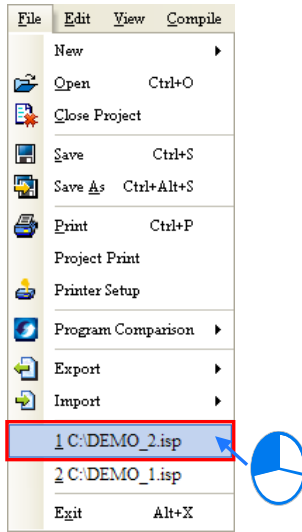 File Edit View Compile
New
Open Ctrl+O
Close Project
Save Ctrl+S
Save As Ctrl+Alt+S
Print Ctrl+P
Project Print
Printer Setup
Program Comparison
Export
Import
1 C:\DEMO_2.isp
2 C:\DEMO_1.isp
Exit Alt+X